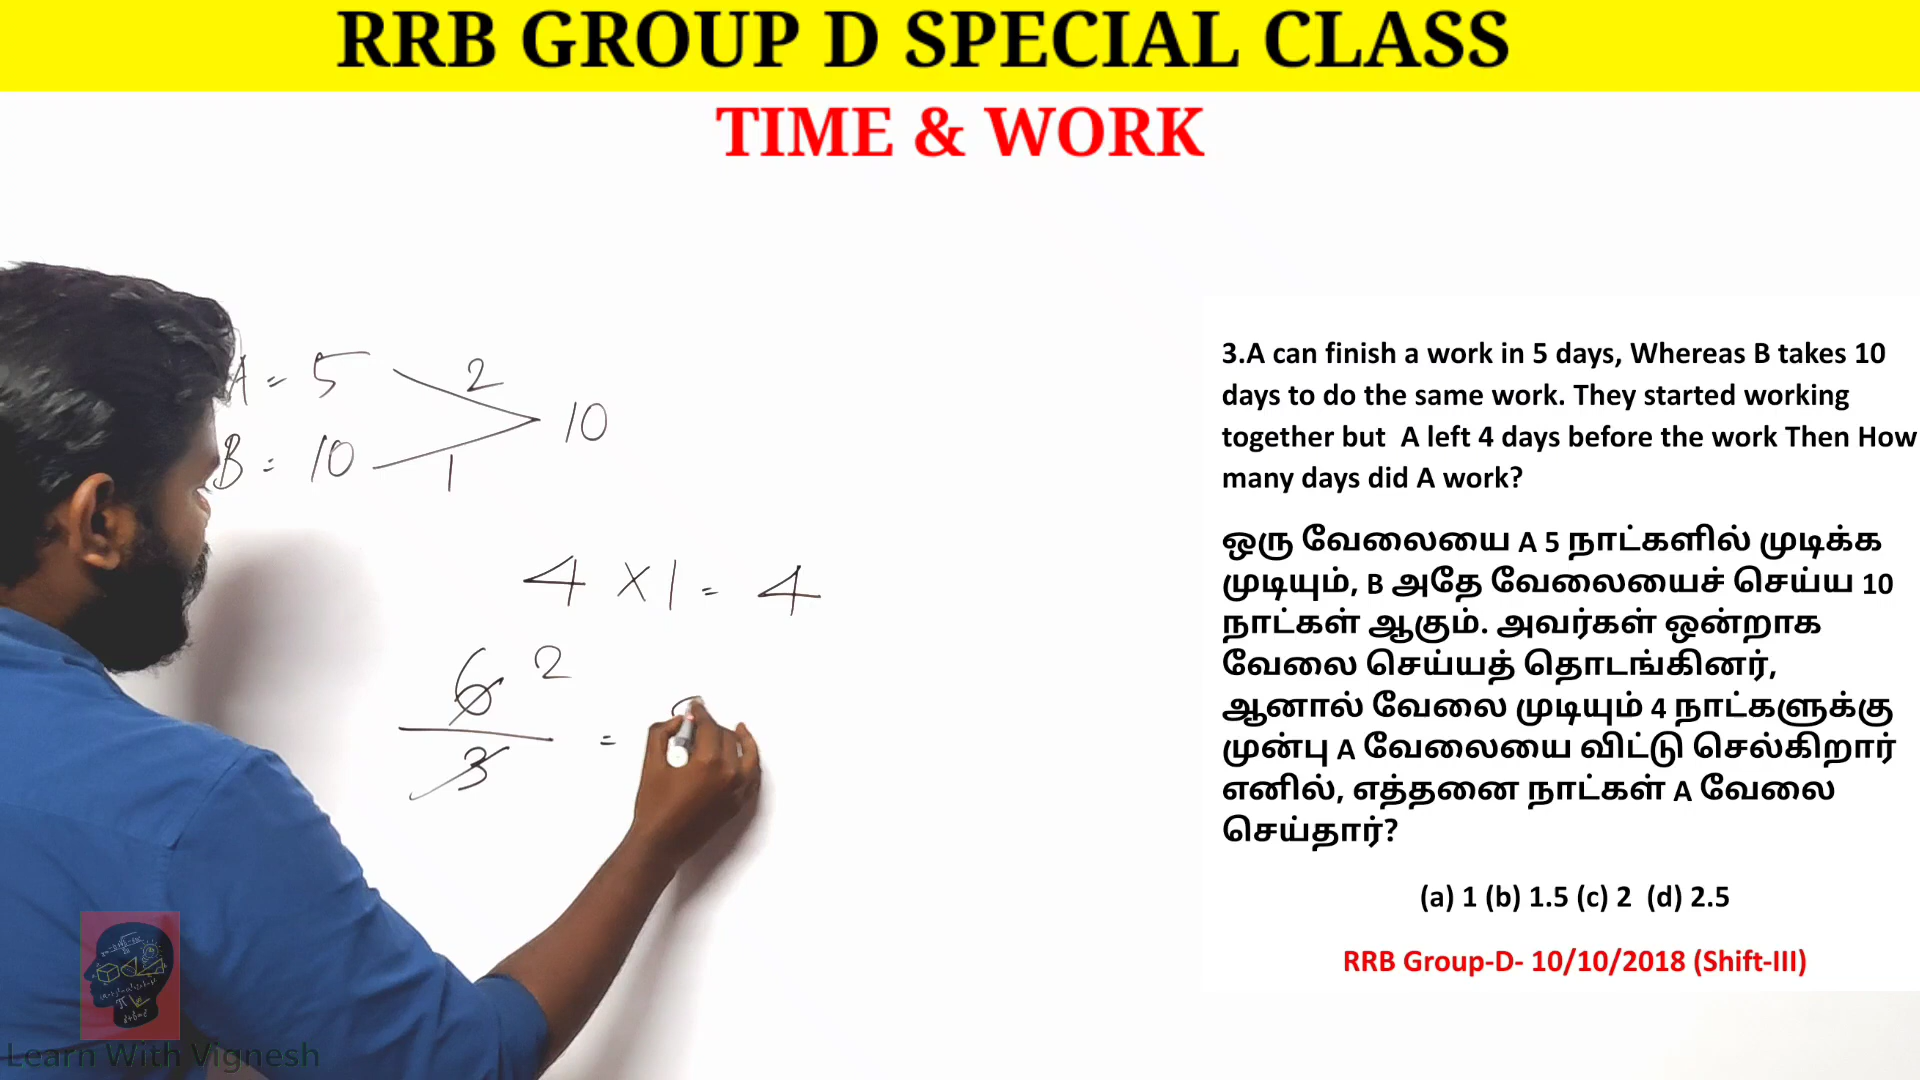 RRB GROUP D SPECIAL CLASS
TIME & WORK
A = 5
2
10
B = 10
1
4 X 1 = 4
6 2
3
=
3.A can finish a work in 5 days, Whereas B takes 10
days to do the same work. They started working
together but A left 4 days before the work Then How
many days did A work?
ஒரு வேலையை A 5 நாட்களில் முடிக்க
முடியும், B அதே வேலையைச் செய்ய 10
நாட்கள் ஆகும். அவர்கள் ஒன்றாக
வேலை செய்யத் தொடங்கினர்,
ஆனால் வேலை முடியும் 4 நாட்களுக்கு
முன்பு A வேலையை விட்டு செல்கிறார்
எனில், எத்தனை நாட்கள் A வேலை
செய்தார்?
(a) 1 (b) 1.5 (c) 2 (d) 2.5
RRB Group-D- 10/10/2018 (Shift-III)
Learn With Vignesh